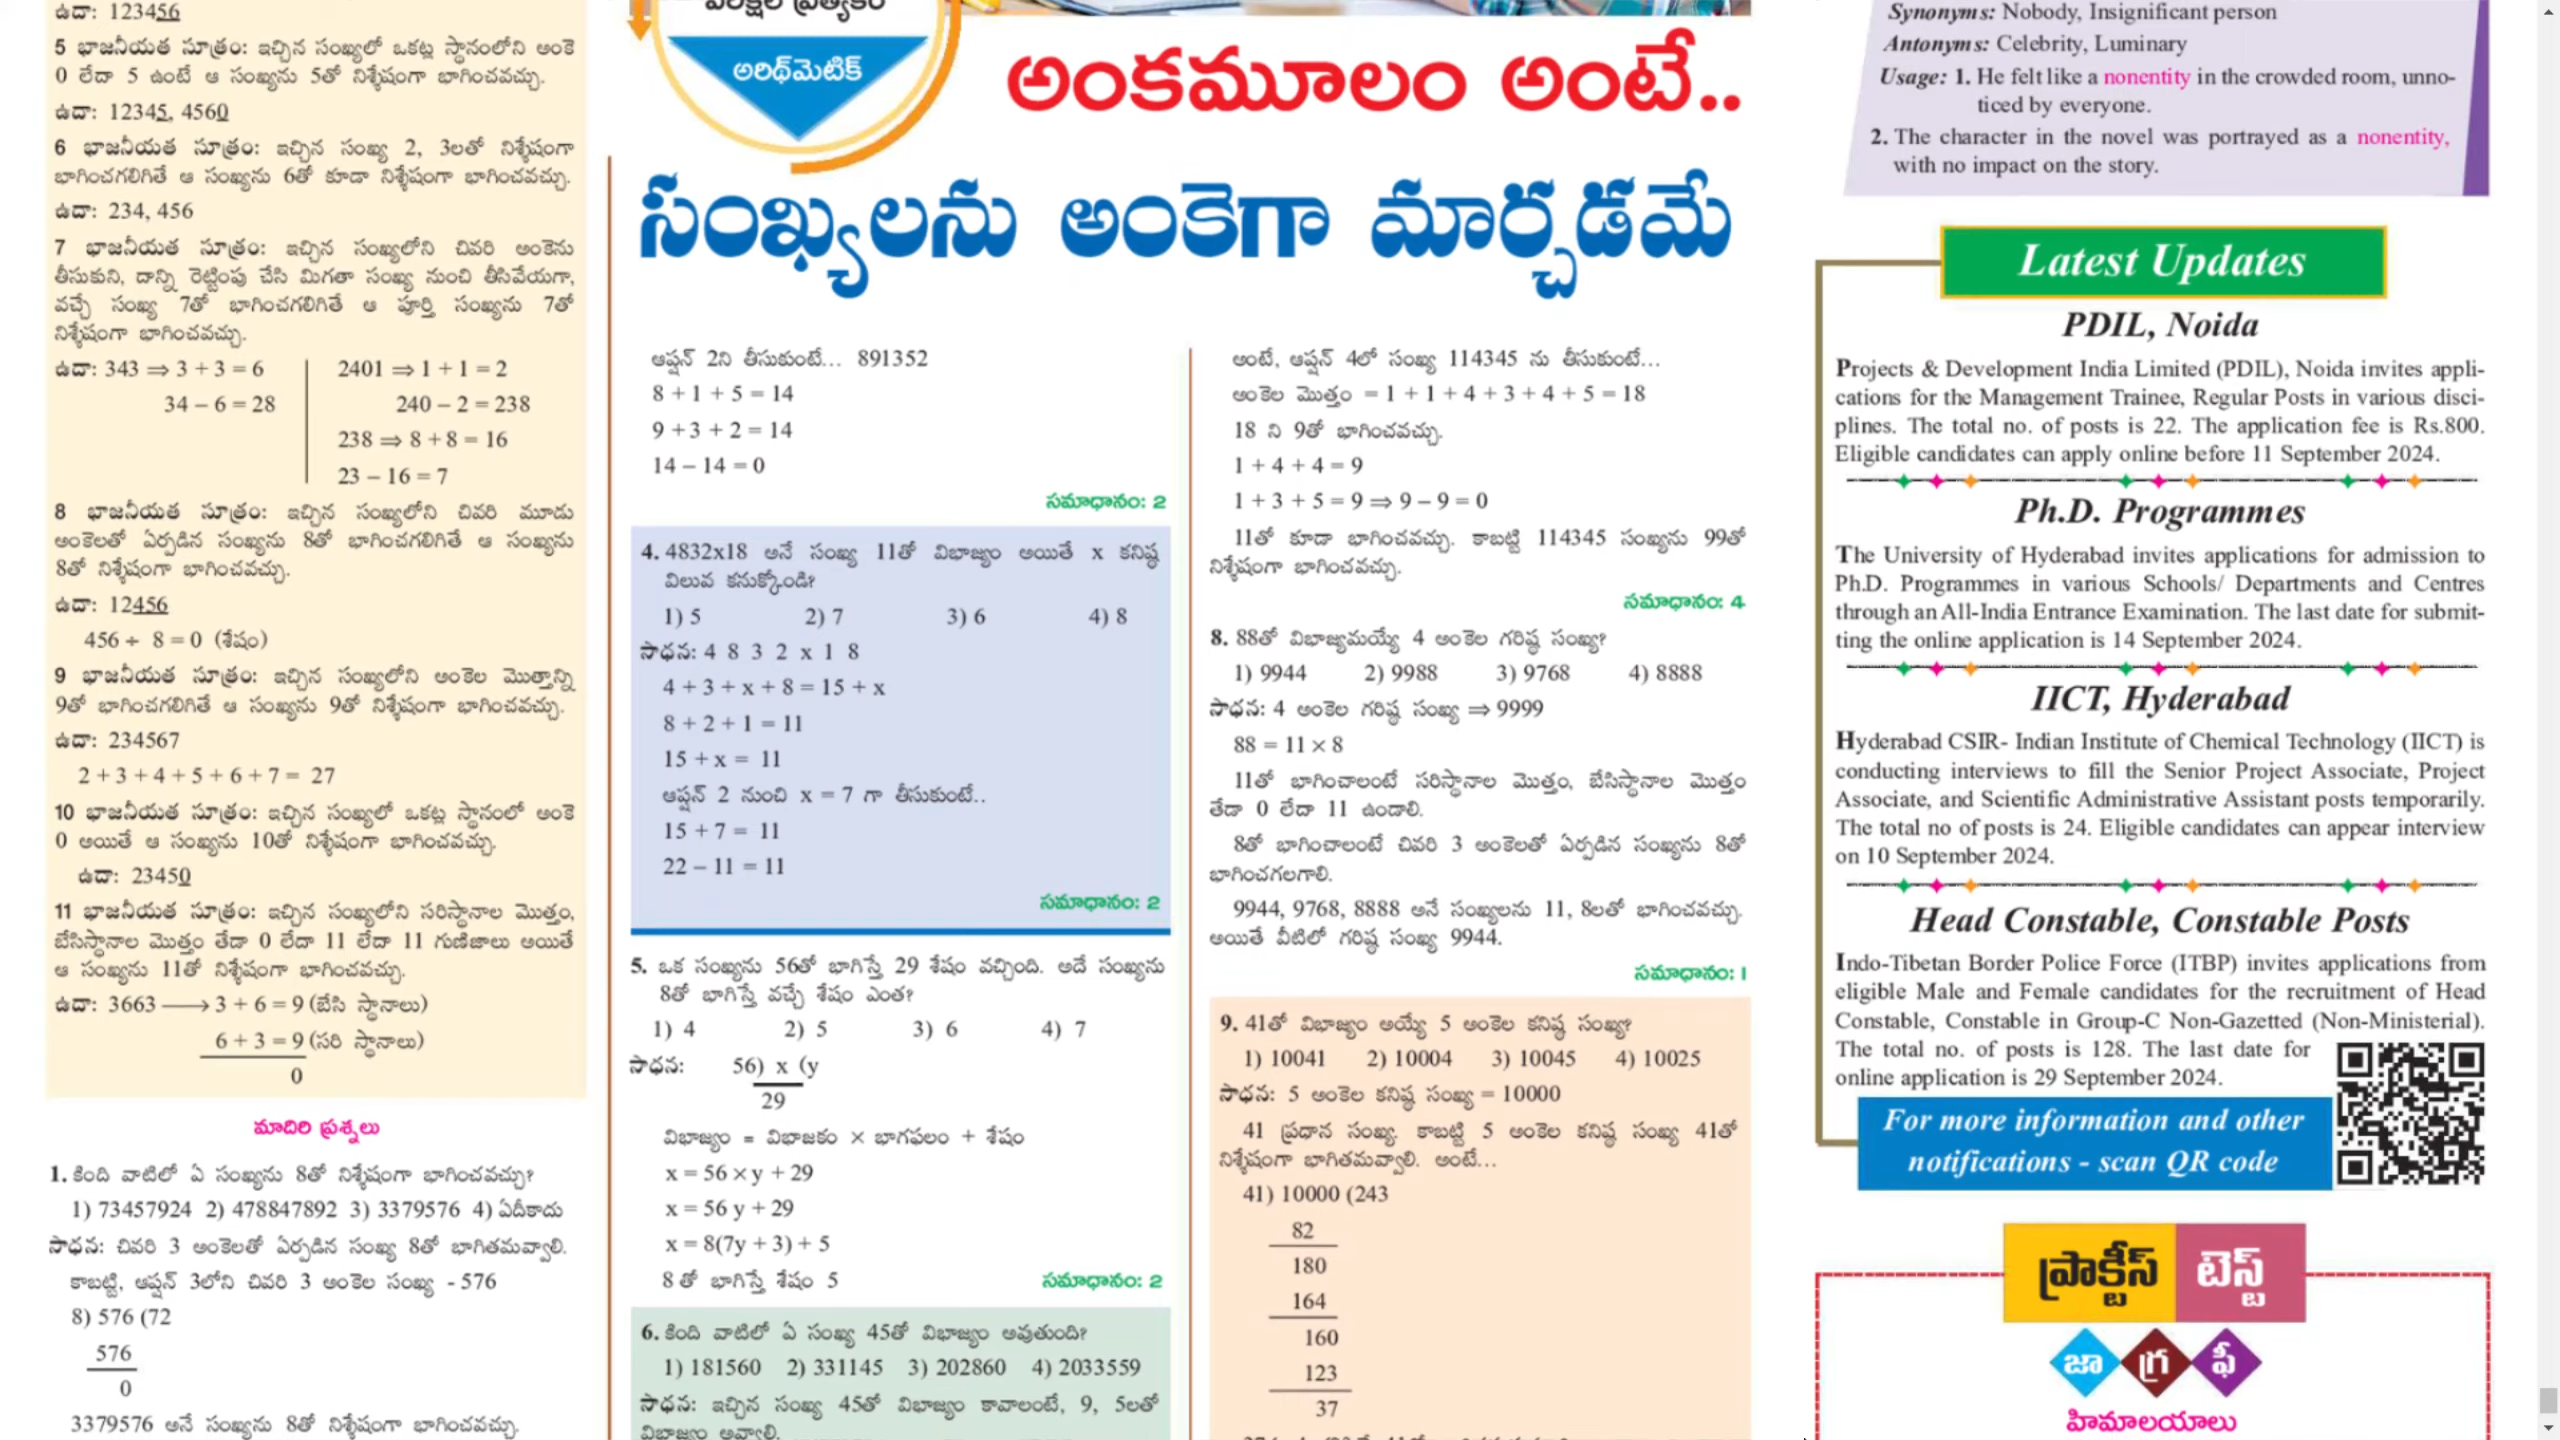 ఉదా: 123456
5 భాజనీయత సూత్రం: ఇచ్చిన సంఖ్యలో ఒకట్ల స్థానంలోని అంకె
0 లేదా 5 ఉంటే ఆ సంఖ్యను 5తో నిశ్శేషంగా భాగించవచ్చు.
ఉదా: 12345, 4560
6 భాజనీయత సూత్రం: ఇచ్చిన సంఖ్య 2, 3లతో నిశ్శేషంగా
భాగించగలిగితే ఆ సంఖ్యను 6తో కూడా నిశ్శేషంగా భాగించవచ్చు.
ఉదా: 234, 456
7 భాజనీయత సూత్రం: ఇచ్చిన సంఖ్యలోని చివరి అంకెను
తీసుకుని, దాన్ని రెట్టింపు చేసి మిగతా సంఖ్య నుంచి తీసివేయగా,
వచ్చే సంఖ్య 7తో భాగించగలిగితే ఆ పూర్తి సంఖ్యను 7తో
నిశ్శేషంగా భాగించవచ్చు.
ఉదా: 343 ⇒ 3 + 3 = 6
34 – 6 = 28
2401 ⇒ 1 + 1 = 2
240 – 2 = 238
238 ⇒ 8 + 8 = 16
23 – 16 = 7
8 భాజనీయత సూత్రం: ఇచ్చిన సంఖ్యలోని చివరి మూడు
అంకెలతో ఏర్పడిన సంఖ్యను 8తో భాగించగలిగితే ఆ సంఖ్యను
8తో నిశ్శేషంగా భాగించవచ్చు.
ఉదా: 12456
456 ÷ 8 = 0 (శేషం)
9 భాజనీయత సూత్రం: ఇచ్చిన సంఖ్యలోని అంకెల మొత్తాన్ని
9తో భాగించగలిగితే ఆ సంఖ్యను 9తో నిశ్శేషంగా భాగించవచ్చు.
ఉదా: 234567
2 + 3 + 4 + 5 + 6 + 7 = 27
10 భాజనీయత సూత్రం: ఇచ్చిన సంఖ్యలో ఒకట్ల స్థానంలో అంకె
0 అయితే ఆ సంఖ్యను 10తో నిశ్శేషంగా భాగించవచ్చు.
ఉదా: 23450
11 భాజనీయత సూత్రం: ఇచ్చిన సంఖ్యలోని సరిస్థానాల మొత్తం,
బేసిస్థానాల మొత్తం తేడా 0 లేదా 11 లేదా 11 గుణిజాలు అయితే
ఆ సంఖ్యను 11తో నిశ్శేషంగా భాగించవచ్చు.
ఉదా: 3663 ⟶ 3 + 6 = 9 (బేసి స్థానాలు)
6 + 3 = 9 (సరి స్థానాలు)
0
మాదిరి ప్రశ్నలు
1. కింది వాటిలో ఏ సంఖ్యను 8తో నిశ్శేషంగా భాగించవచ్చు?
1) 73457924 2) 478847892 3) 3379576 4) ఏదీకాదు
సాధన: చివరి 3 అంకెలతో ఏర్పడిన సంఖ్య 8తో భాగితమవ్వాలి.
కాబట్టి, ఆప్షన్ 3లోని చివరి 3 అంకెల సంఖ్య - 576
8) 576 (72
576
0
3379576 అనే సంఖ్యను 8తో నిశ్శేషంగా భాగించవచ్చు.
పరీక్షల ప్రత్యేకం
అరిథ్‌మెటిక్
అంకమూలం అంటే..
సంఖ్యలను అంకెగా మార్చడమే
ఆప్షన్ 2ని తీసుకుంటే... 891352
8 + 1 + 5 = 14
9 + 3 + 2 = 14
14 – 14 = 0
సమాధానం: 2
4. 4832x18 అనే సంఖ్య 11తో విభాజ్యం అయితే x కనిష్ఠ
విలువ కనుక్కోండి?
1) 5 2) 7 3) 6 4) 8
సాధన: 4 8 3 2 x 1 8
4 + 3 + x + 8 = 15 + x
8 + 2 + 1 = 11
15 + x = 11
ఆప్షన్ 2 నుంచి x = 7 గా తీసుకుంటే..
15 + 7 = 11
22 – 11 = 11
సమాధానం: 2
5. ఒక సంఖ్యను 56తో భాగిస్తే 29 శేషం వచ్చింది. అదే సంఖ్యను
8తో భాగిస్తే వచ్చే శేషం ఎంత?
1) 4 2) 5 3) 6 4) 7
సాధన: 56) x (y
29
విభాజ్యం = విభాజకం × భాగఫలం + శేషం
x = 56 × y + 29
x = 56 y + 29
x = 8(7y + 3) + 5
8 తో భాగిస్తే శేషం 5
సమాధానం: 2
6. కింది వాటిలో ఏ సంఖ్య 45తో విభాజ్యం అవుతుంది?
1) 181560 2) 331145 3) 202860 4) 2033559
సాధన: ఇచ్చిన సంఖ్య 45తో విభాజ్యం కావాలంటే, 9, 5లతో
విభాజ్యం అవ్వాలి.
అంటే, ఆప్షన్ 4లో సంఖ్య 114345 ను తీసుకుంటే...
అంకెల మొత్తం = 1 + 1 + 4 + 3 + 4 + 5 = 18
18 ని 9తో భాగించవచ్చు.
1 + 4 + 4 = 9
1 + 3 + 5 = 9 ⇒ 9 – 9 = 0
11తో కూడా భాగించవచ్చు. కాబట్టి 114345 సంఖ్యను 99తో
నిశ్శేషంగా భాగించవచ్చు.
సమాధానం: 4
8. 88తో విభాజ్యమయ్యే 4 అంకెల గరిష్ఠ సంఖ్య?
1) 9944 2) 9988 3) 9768 4) 8888
సాధన: 4 అంకెల గరిష్ఠ సంఖ్య ⇒ 9999
88 = 11 × 8
11తో భాగించాలంటే సరిస్థానాల మొత్తం, బేసిస్థానాల మొత్తం
తేడా 0 లేదా 11 ఉండాలి.
8తో భాగించాలంటే చివరి 3 అంకెలతో ఏర్పడిన సంఖ్యను 8తో
భాగించగలగాలి.
9944, 9768, 8888 అనే సంఖ్యలను 11, 8లతో భాగించవచ్చు.
అయితే వీటిలో గరిష్ఠ సంఖ్య 9944.
సమాధానం: 1
9. 41తో విభాజ్యం అయ్యే 5 అంకెల కనిష్ఠ సంఖ్య?
1) 10041 2) 10004 3) 10045 4) 10025
సాధన: 5 అంకెల కనిష్ఠ సంఖ్య = 10000
41 ప్రధాన సంఖ్య. కాబట్టి 5 అంకెల కనిష్ఠ సంఖ్య 41తో
నిశ్శేషంగా భాగితమవ్వాలి. అంటే...
41) 10000 (243
82
180
164
160
123
37
Synonyms: Nobody, Insignificant person
Antonyms: Celebrity, Luminary
Usage: 1. He felt like a nonentity in the crowded room, unno-
ticed by everyone.
2. The character in the novel was portrayed as a nonentity,
with no impact on the story.
Latest Updates
PDIL, Noida
Projects & Development India Limited (PDIL), Noida invites appli-
cations for the Management Trainee, Regular Posts in various disci-
plines. The total no. of posts is 22. The application fee is Rs.800.
Eligible candidates can apply online before 11 September 2024.
Ph.D. Programmes
The University of Hyderabad invites applications for admission to
Ph.D. Programmes in various Schools/ Departments and Centres
through an All-India Entrance Examination. The last date for submit-
ting the online application is 14 September 2024.
IICT, Hyderabad
Hyderabad CSIR- Indian Institute of Chemical Technology (IICT) is
conducting interviews to fill the Senior Project Associate, Project
Associate, and Scientific Administrative Assistant posts temporarily.
The total no of posts is 24. Eligible candidates can appear interview
on 10 September 2024.
Head Constable, Constable Posts
Indo-Tibetan Border Police Force (ITBP) invites applications from
eligible Male and Female candidates for the recruitment of Head
Constable, Constable in Group-C Non-Gazetted (Non-Ministerial).
The total no. of posts is 128. The last date for
online application is 29 September 2024.
For more information and other
notifications - scan QR code
ప్రాక్టీస్ టెస్ట్
జాగ్రఫీ
హిమాలయాలు